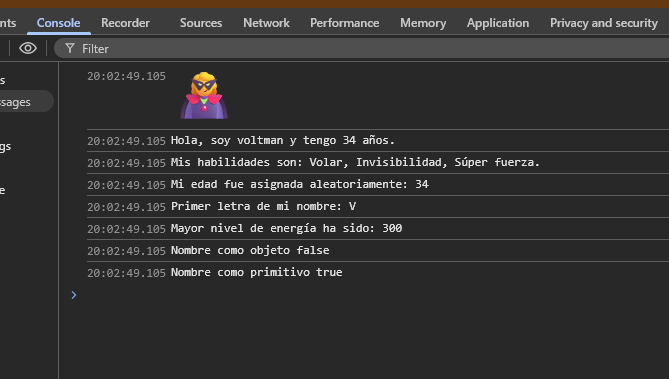 nts Console Recorder Sources Network Performance Memory Application Privacy and security
Filter
s
20:02:49.105
ssages
20:02:49.105 Hola, soy voltman y tengo 34 años.
gs
20:02:49.105 Mis habilidades son: Volar, Invisibilidad, Súper fuerza.
20:02:49.105 Mi edad fue asignada aleatoriamente: 34
e
20:02:49.105 Primer letra de mi nombre: V
20:02:49.105 Mayor nivel de energía ha sido: 300
20:02:49.105 Nombre como objeto false
20:02:49.105 Nombre como primitivo true